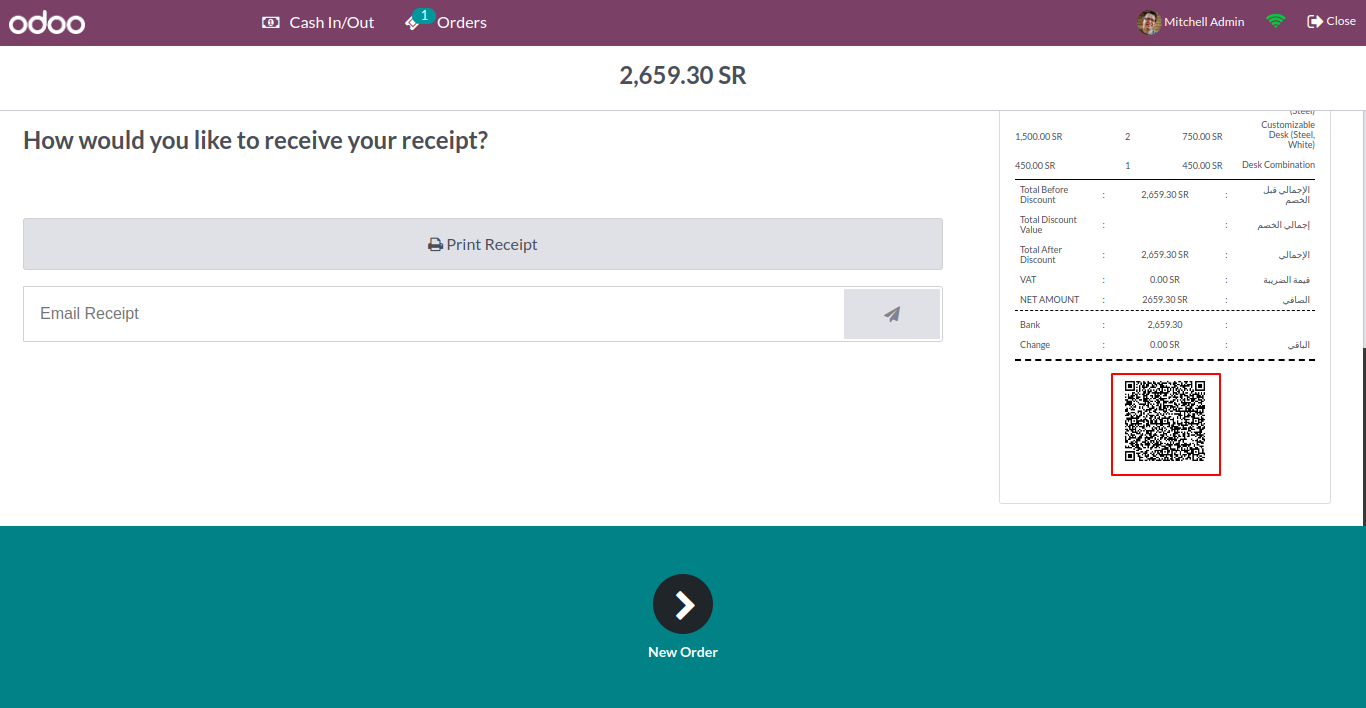 odoo
Cash In/Out
1
Orders
Mitchell Admin
Close
2,659.30 SR
How would you like to receive your receipt?
Print Receipt
Email Receipt
(Steel)
1,500.00 SR 2 750.00 SR Customizable
Desk (Steel,
White)
450.00 SR 1 450.00 SR Desk Combination
Total Before
Discount : 2,659.30 SR : الإجمالي قبل
الخصم
Total Discount
Value : : إجمالي الخصم
Total After
Discount : 2,659.30 SR : الإجمالي
VAT : 0.00 SR : قيمة الضريبة
NET AMOUNT : 2659.30 SR : الصافي
Bank : 2,659.30 :
Change : 0.00 SR : الباقي
New Order